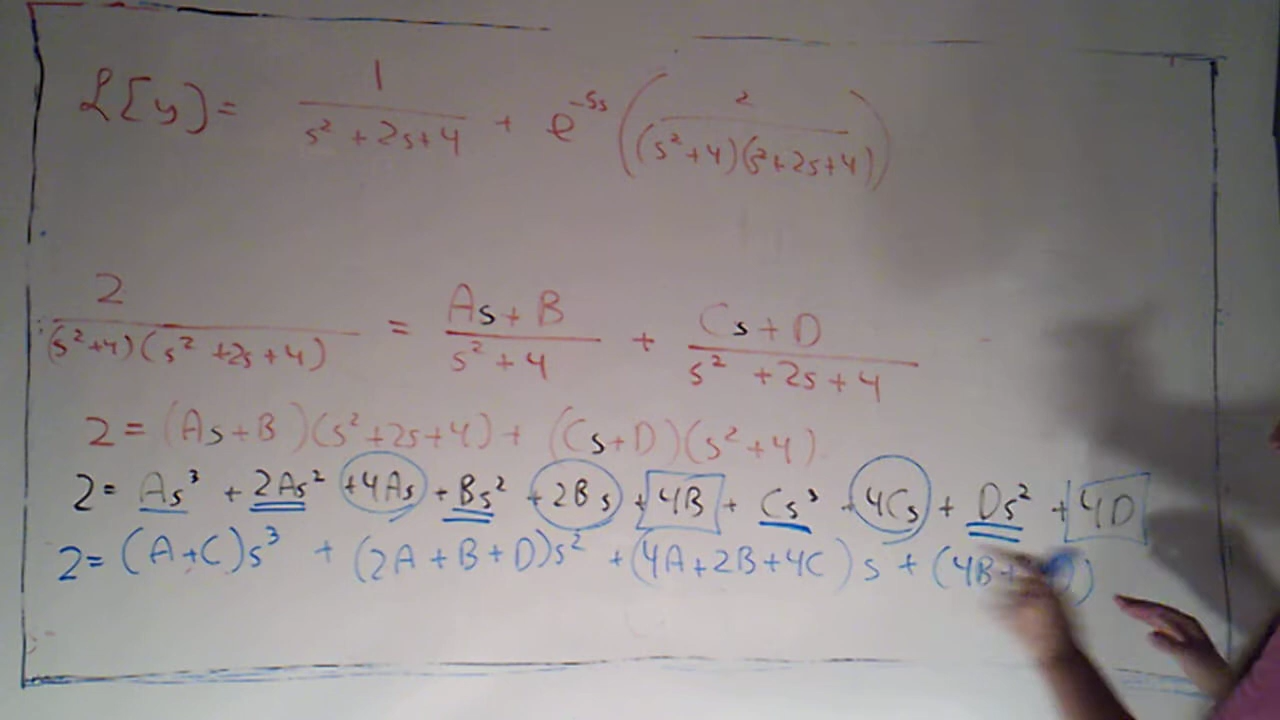 ℒ[y] = 1/(s² + 2s + 4) + e^(-5s) (2/((s² + 4)(s² + 2s + 4)))
2/((s² + 4)(s² + 2s + 4)) = (As + B)/(s² + 4) + (Cs + D)/(s² + 2s + 4)
2 = (As + B)(s² + 2s + 4) + (Cs + D)(s² + 4)
2 = As³ + 2As² + 4As + Bs² + 2Bs + 4B + Cs³ + 4Cs + Ds² + 4D
2 = (A + C)s³ + (2A + B + D)s² + (4A + 2B + 4C)s + (4B + )